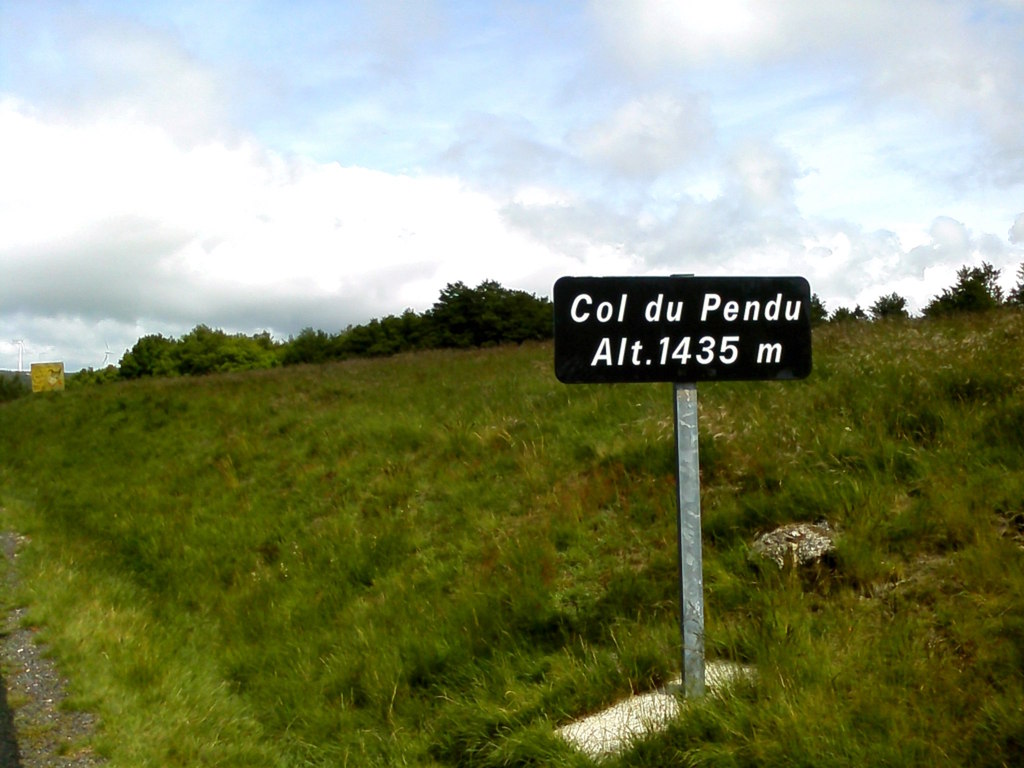 Col du Pendu
Alt.1435 m